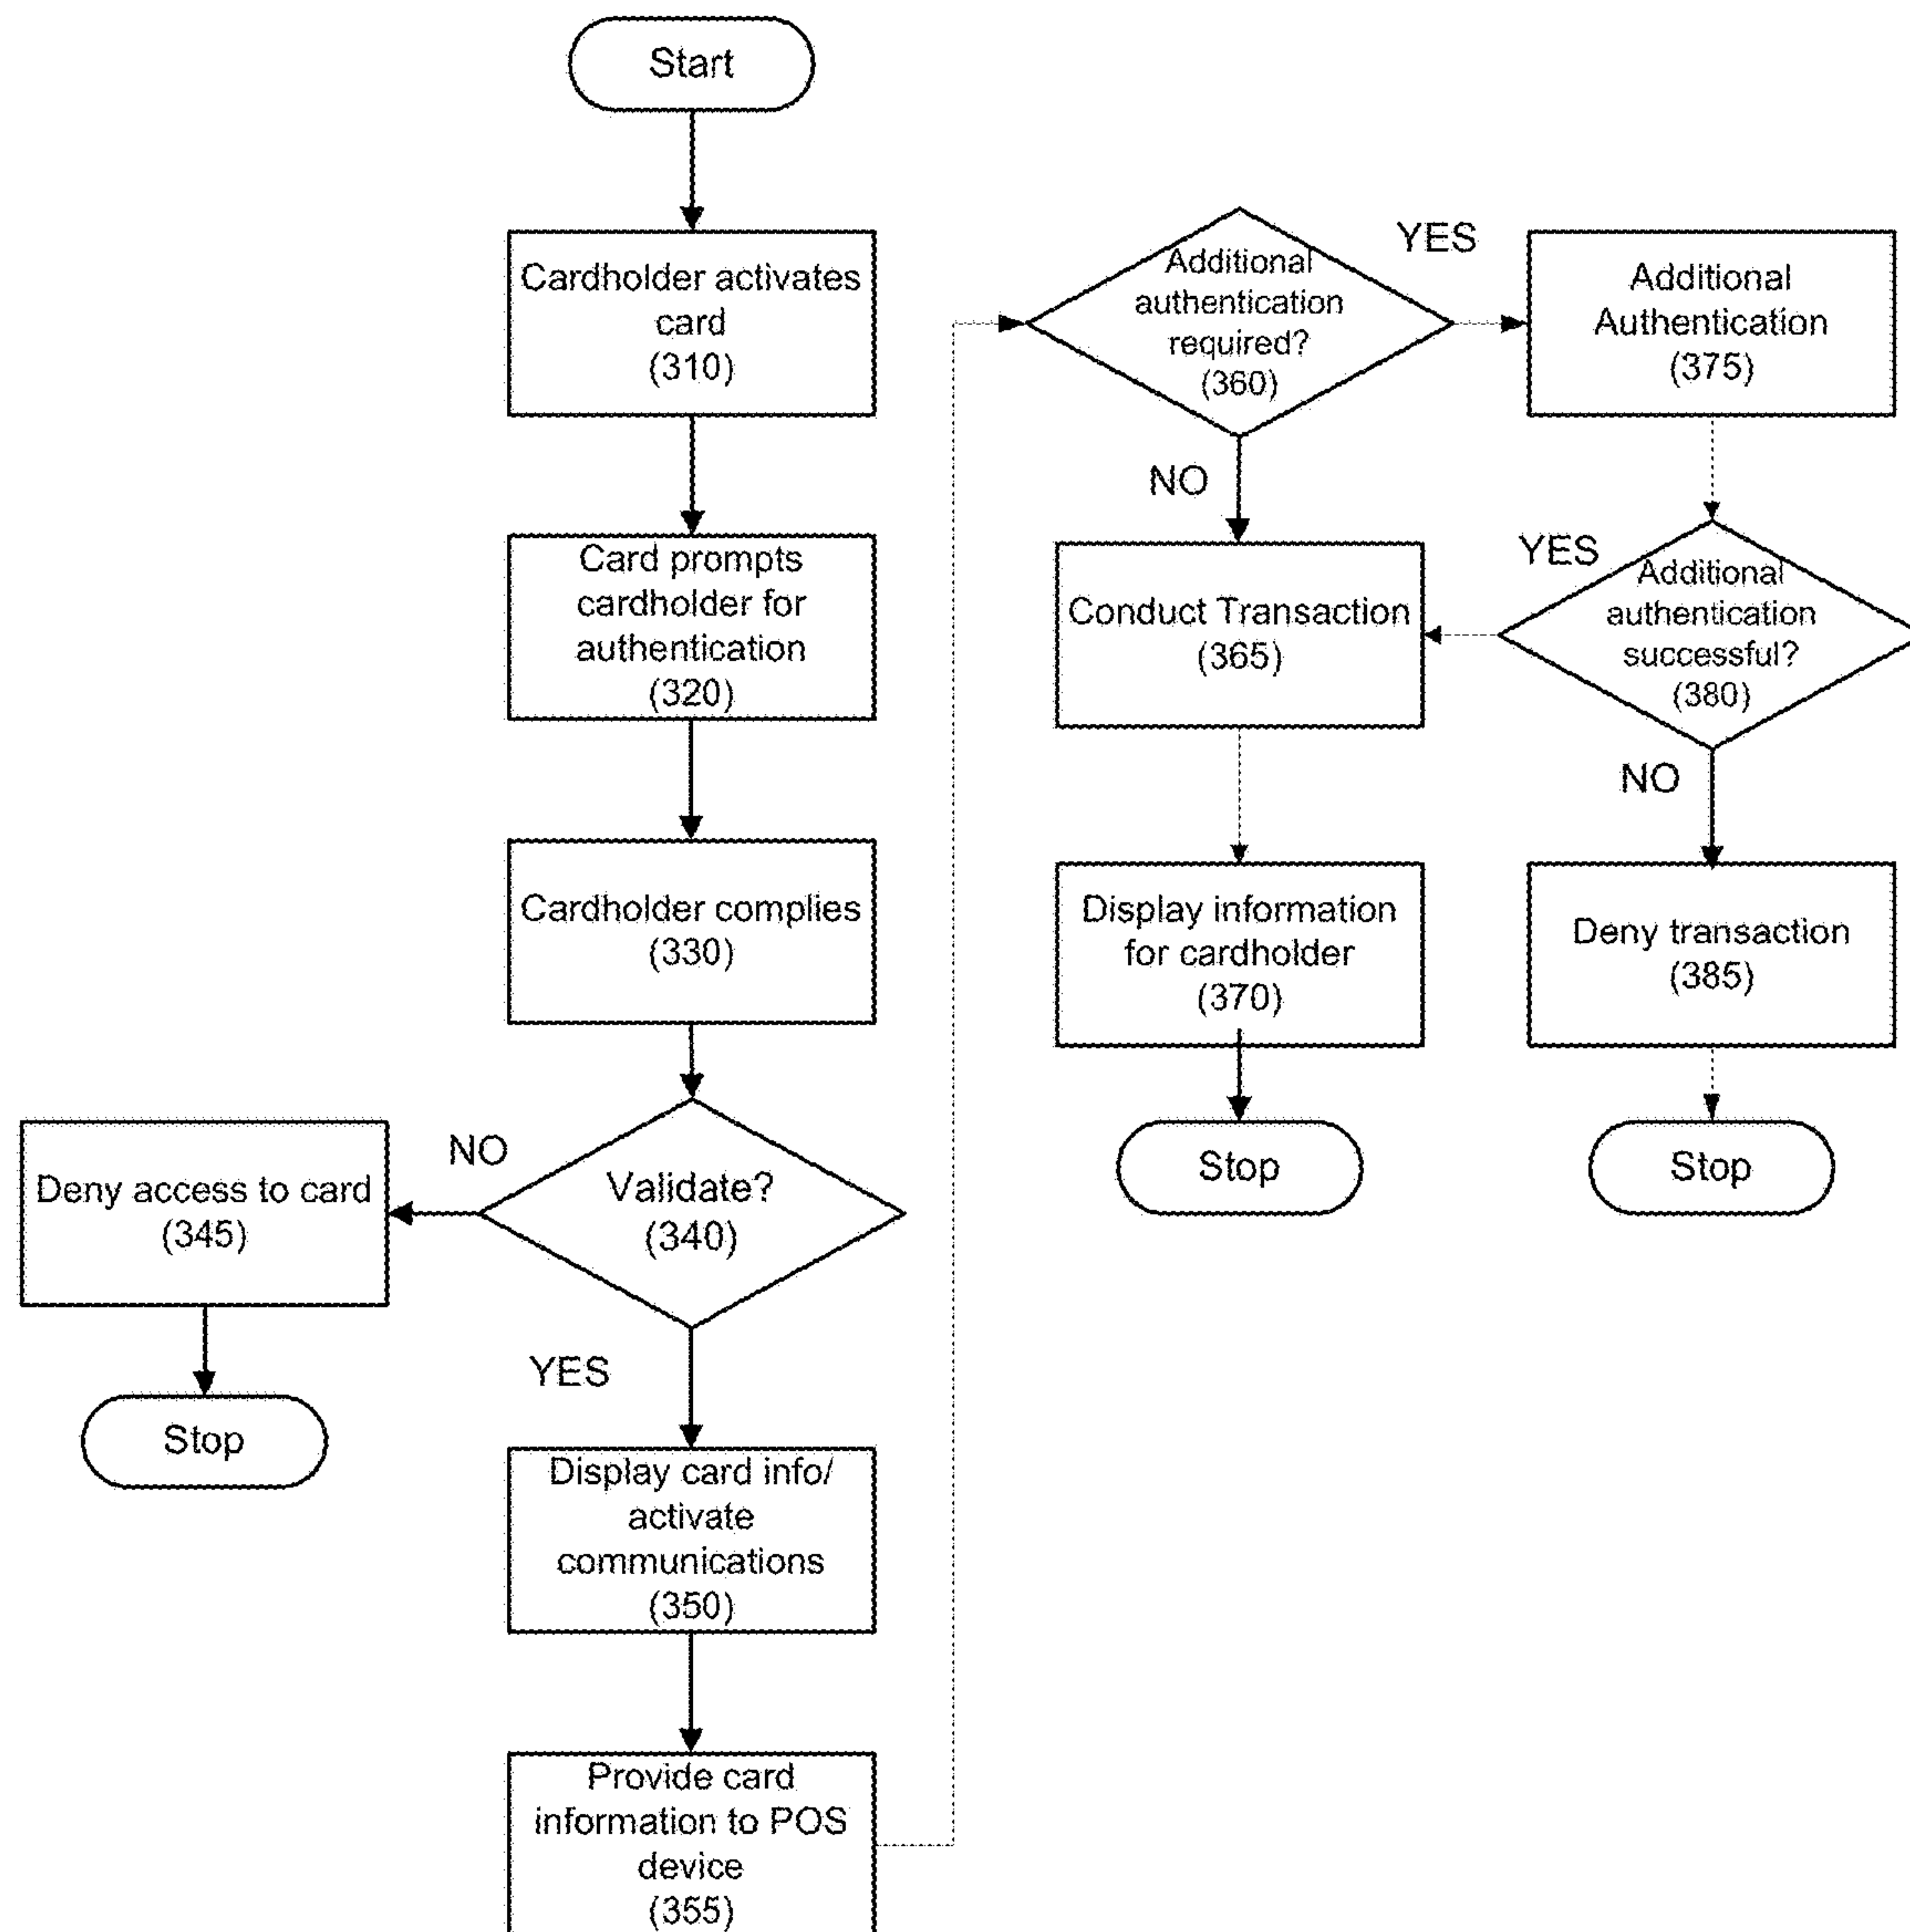 Start
Cardholder activates
card
(310)
Card prompts
cardholder for
authentication
(320)
Cardholder complies
(330)
Validate?
(340)
NO
Deny access to card
(345)
Stop
YES
Display card info/
activate
communications
(350)
Provide card
information to POS
device
(355)
Additional
authentication
required?
(360)
YES
Additional
Authentication
(375)
NO
Conduct Transaction
(365)
YES
Additional
authentication
successful?
(380)
NO
Display information
for cardholder
(370)
Deny transaction
(385)
Stop
Stop